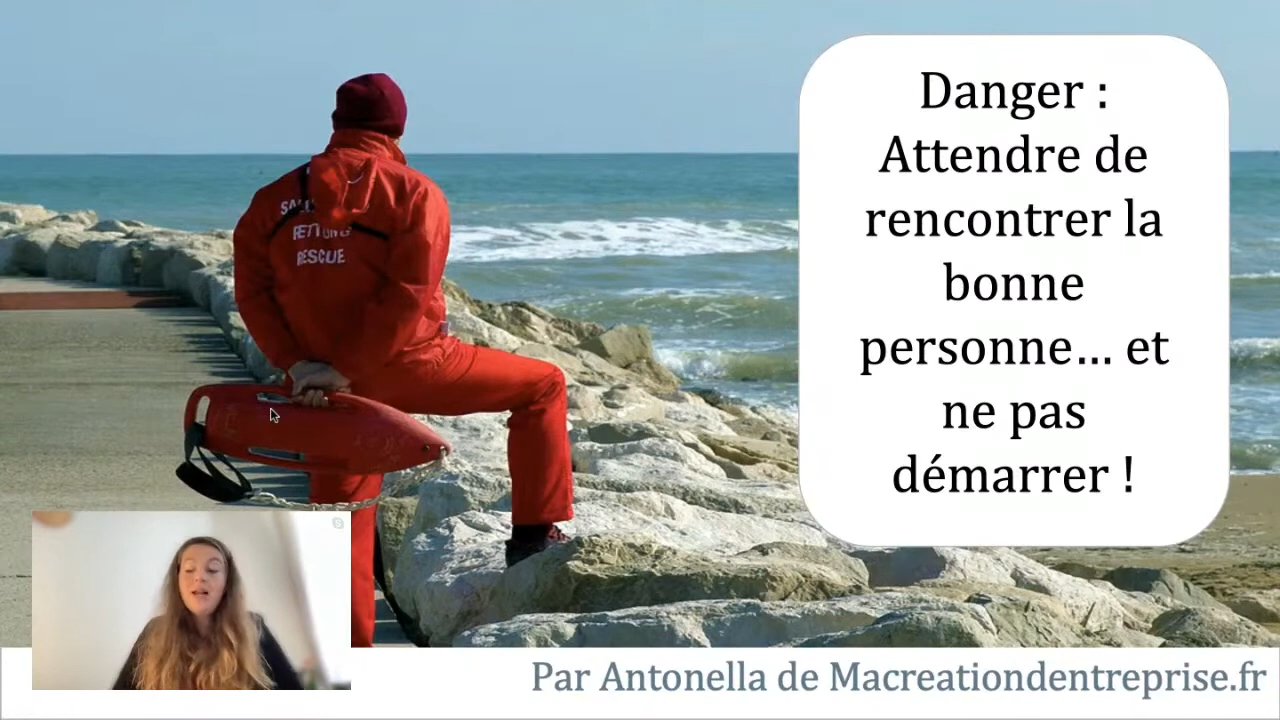 Danger :
Attendre de
rencontrer la
bonne
personne… et
ne pas
démarrer !
RESCUE
Par Antonella de Macreationdentreprise.fr